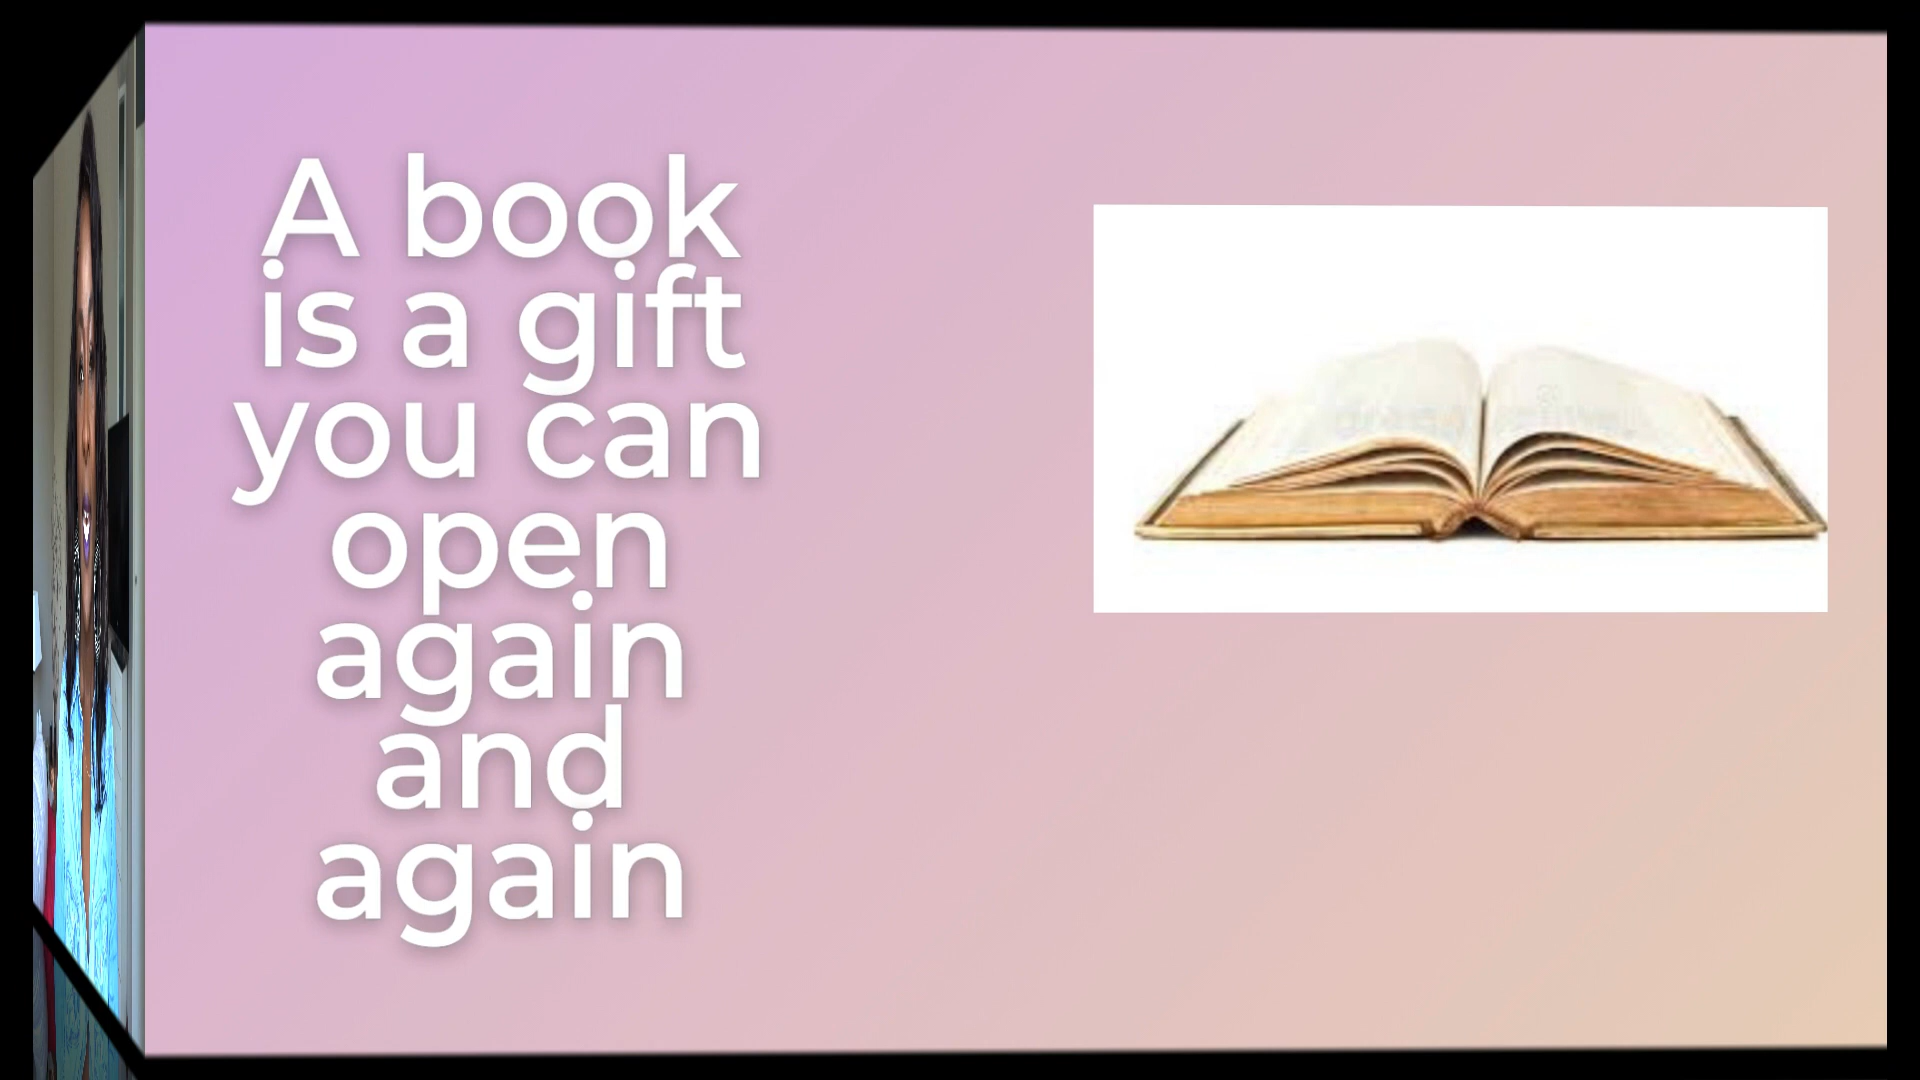 A book
is a gift
you can
open
again
and
again